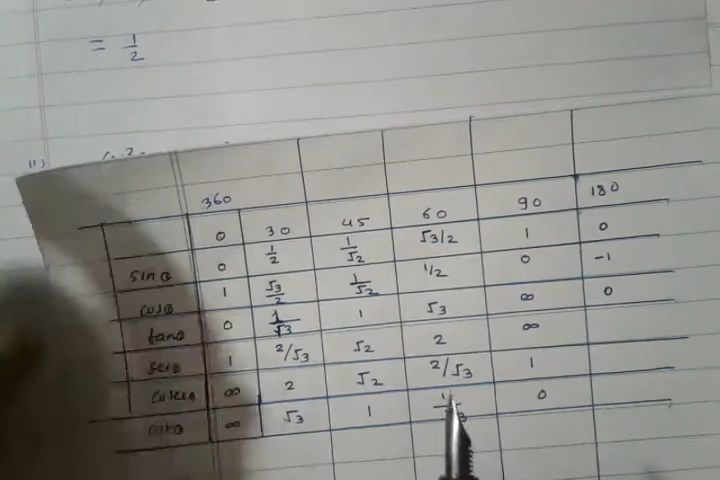 = 1/2
11)
360
0 30 45 60 90 180
sinθ 0 1/2 1/√2 √3/2 1 0
cosθ 1 √3/2 1/√2 1/2 0 -1
tanθ 0 1/√3 1 √3 ∞ 0
secθ 1 2/√3 √2 2 ∞
cosecθ ∞ 2 √2 2/√3 1
cotθ ∞ √3 1 0